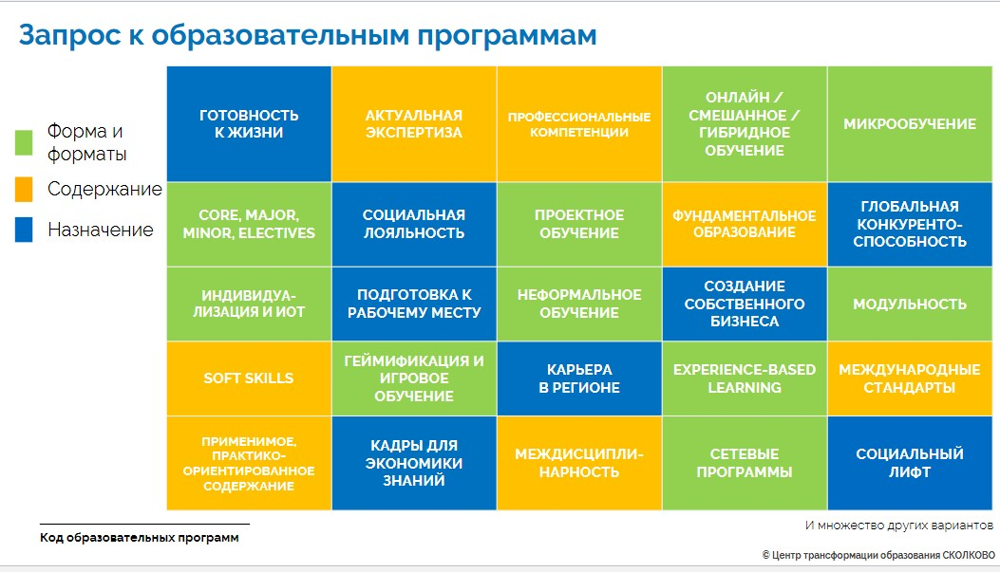 Запрос к образовательным программам
Форма и
форматы
Содержание
Назначение
ГОТОВНОСТЬ
К ЖИЗНИ
АКТУАЛЬНАЯ
ЭКСПЕРТИЗА
ПРОФЕССИОНАЛЬНЫЕ
КОМПЕТЕНЦИИ
ОНЛАЙН /
СМЕШАННОЕ /
ГИБРИДНОЕ
ОБУЧЕНИЕ
МИКРООБУЧЕНИЕ
CORE, MAJOR,
MINOR, ELECTIVES
СОЦИАЛЬНАЯ
ЛОЯЛЬНОСТЬ
ПРОЕКТНОЕ
ОБУЧЕНИЕ
ФУНДАМЕНТАЛЬНОЕ
ОБРАЗОВАНИЕ
ГЛОБАЛЬНАЯ
КОНКУРЕНТО-
СПОСОБНОСТЬ
ИНДИВИДУА-
ЛИЗАЦИЯ И ИОТ
ПОДГОТОВКА К
РАБОЧЕМУ МЕСТУ
НЕФОРМАЛЬНОЕ
ОБУЧЕНИЕ
СОЗДАНИЕ
СОБСТВЕННОГО
БИЗНЕСА
МОДУЛЬНОСТЬ
SOFT SKILLS
ГЕЙМИФИКАЦИЯ И
ИГРОВОЕ
ОБУЧЕНИЕ
КАРЬЕРА
В РЕГИОНЕ
EXPERIENCE-BASED
LEARNING
МЕЖДУНАРОДНЫЕ
СТАНДАРТЫ
ПРИМЕНИМОЕ,
ПРАКТИКО-
ОРИЕНТИРОВАННОЕ
СОДЕРЖАНИЕ
КАДРЫ ДЛЯ
ЭКОНОМИКИ
ЗНАНИЙ
МЕЖДИСЦИПЛИ-
НАРНОСТЬ
СЕТЕВЫЕ
ПРОГРАММЫ
СОЦИАЛЬНЫЙ
ЛИФТ
И множество других вариантов
Код образовательных программ
© Центр трансформации образования СКОЛКОВО